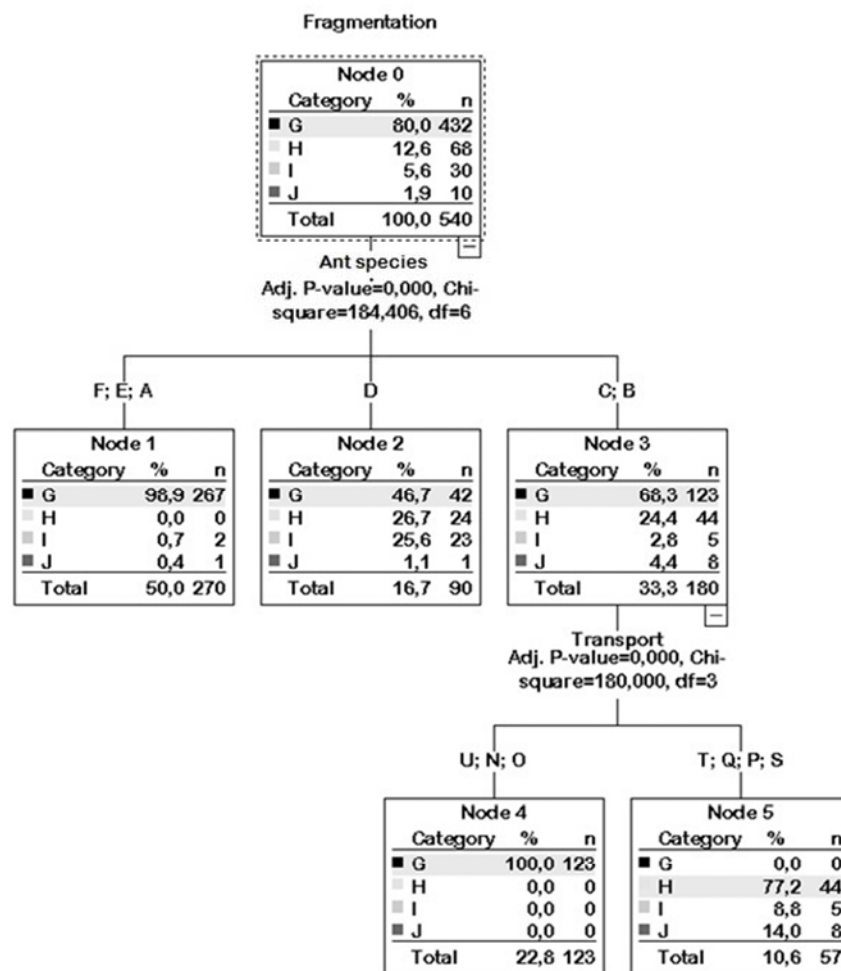 Fragmentation
Node 0
Category % n
G 80,0 432
H 12,6 68
I 5,6 30
J 1,9 10
Total 100,0 540
Ant species
Adj. P-value=0,000, Chi-
square=184,406, df=6
F; E; A
D
C; B
Node 1
Category % n
G 98,9 267
H 0,0 0
I 0,7 2
J 0,4 1
Total 50,0 270
Node 2
Category % n
G 46,7 42
H 26,7 24
I 25,6 23
J 1,1 1
Total 16,7 90
Node 3
Category % n
G 68,3 123
H 24,4 44
I 2,8 5
J 4,4 8
Total 33,3 180
Transport
Adj. P-value=0,000, Chi-
square=180,000, df=3
U; N; O
T; Q; P; S
Node 4
Category % n
G 100,0 123
H 0,0 0
I 0,0 0
J 0,0 0
Total 22,8 123
Node 5
Category % n
G 0,0 0
H 77,2 44
I 8,8 5
J 14,0 8
Total 10,6 57